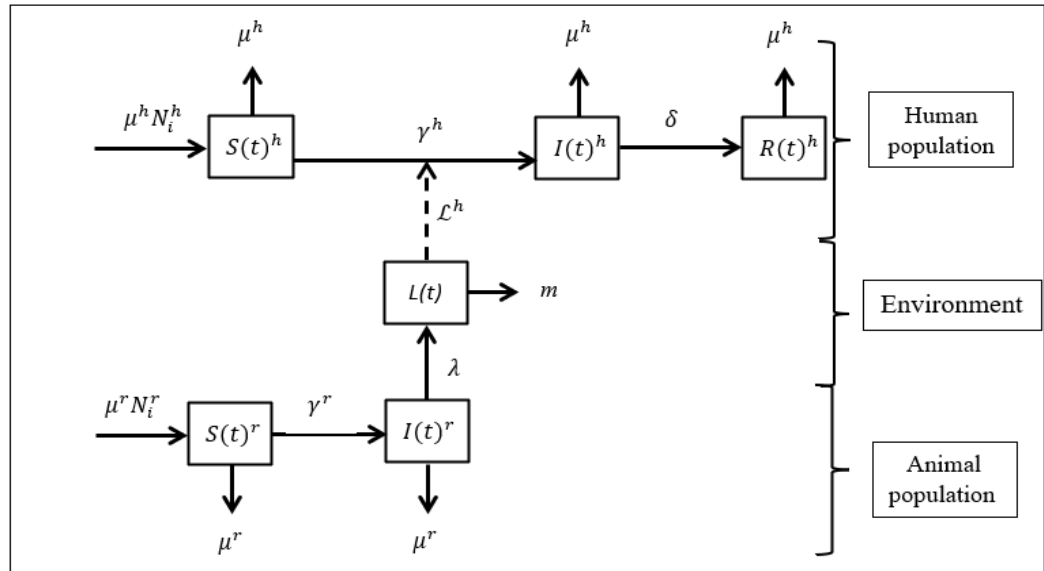 μ^h μ^h μ^h
μ^h N_i^h γ^h δ
S(t)^h I(t)^h R(t)^h
Human
population
ℒ^h
L(t) m
Environment
λ
μ^r N_i^r γ^r
S(t)^r I(t)^r
Animal
population
μ^r μ^r